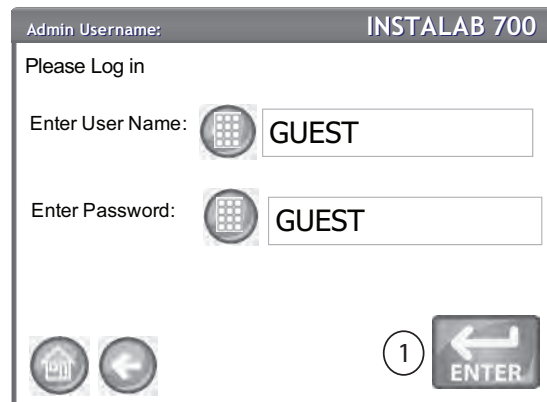 Admin Username: INSTALAB 700
Please Log in
Enter User Name: GUEST
Enter Password: GUEST
1 ENTER